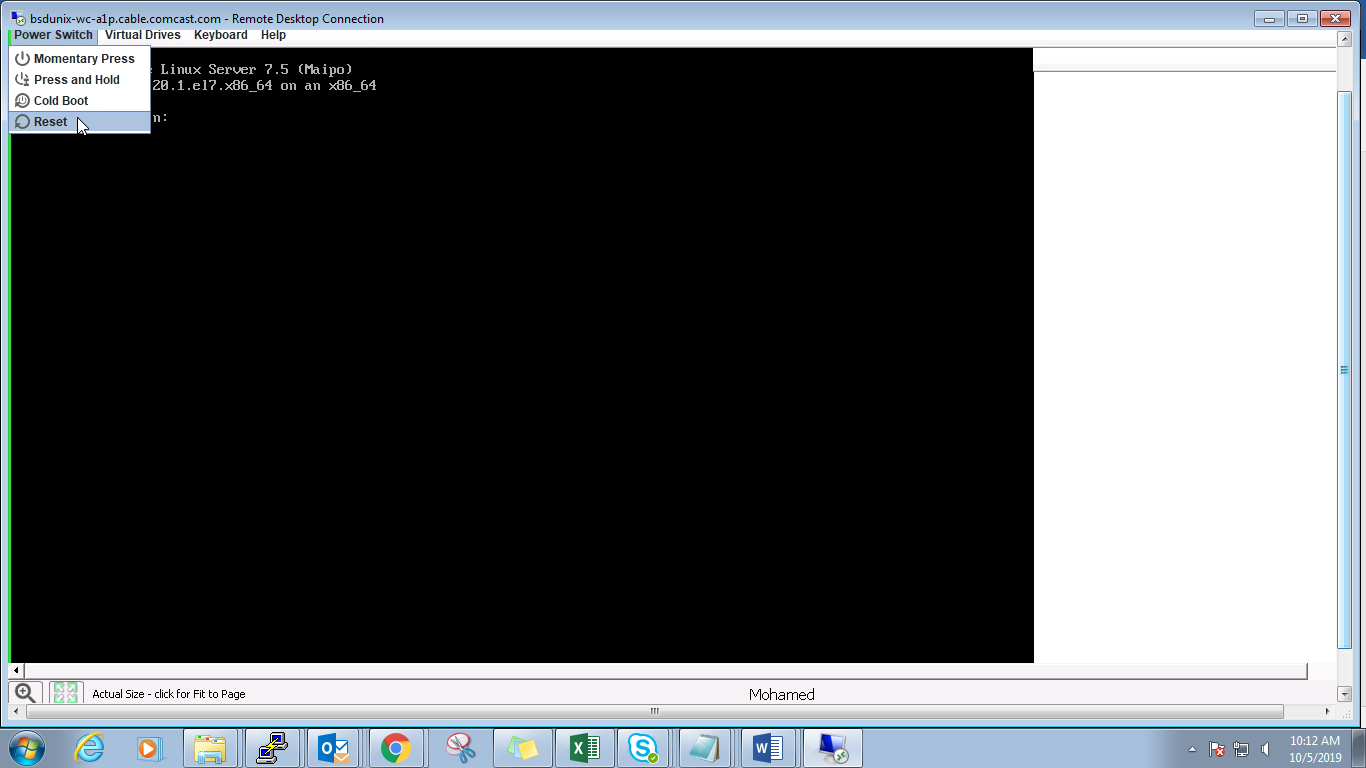 bsdunix-wc-a1p.cable.comcast.com - Remote Desktop Connection
Power Switch Virtual Drives Keyboard Help
Momentary Press
Press and Hold
Cold Boot
Reset
Linux Server 7.5 (Maipo)
20.1.el7.x86_64 on an x86_64
n:
Actual Size - click for Fit to Page
Mohamed
10:12 AM
10/5/2019